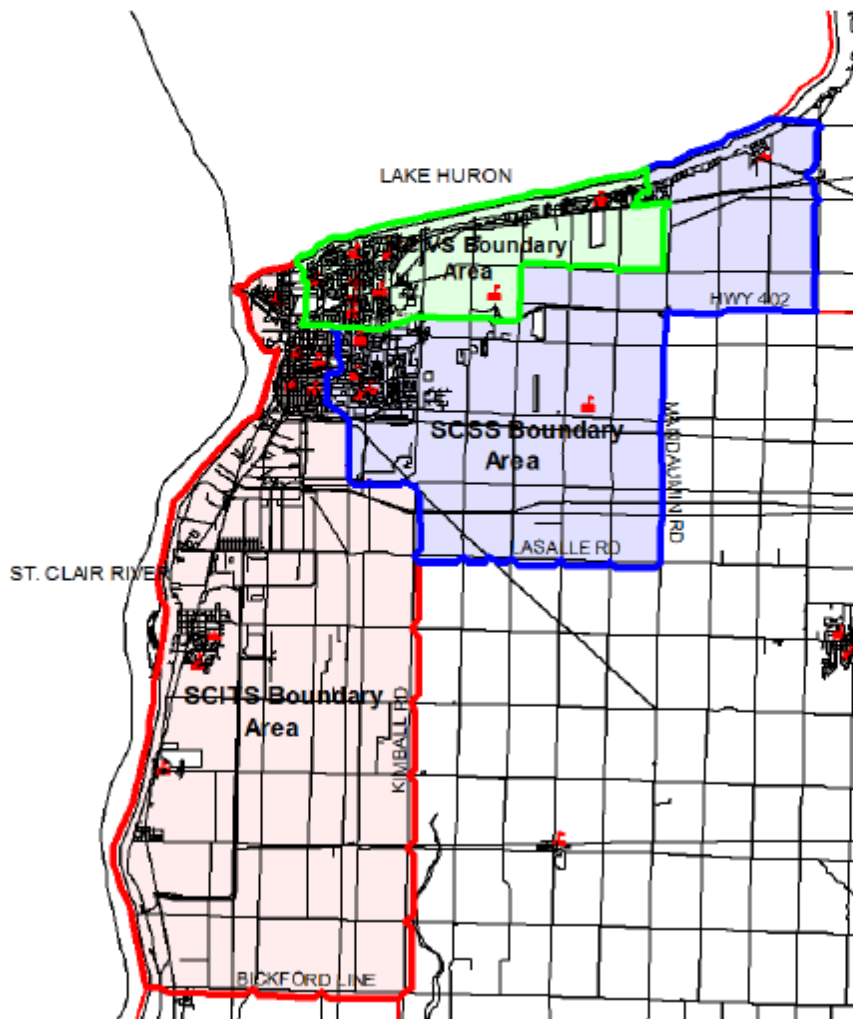 LAKE HURON
VS Boundary
Area
HWY 402
SCSS Boundary
Area
MANDAUMIN RD
LASALLE RD
ST. CLAIR RIVER
SCITS Boundary
Area
KIMBALL RD
BICKFORD LINE